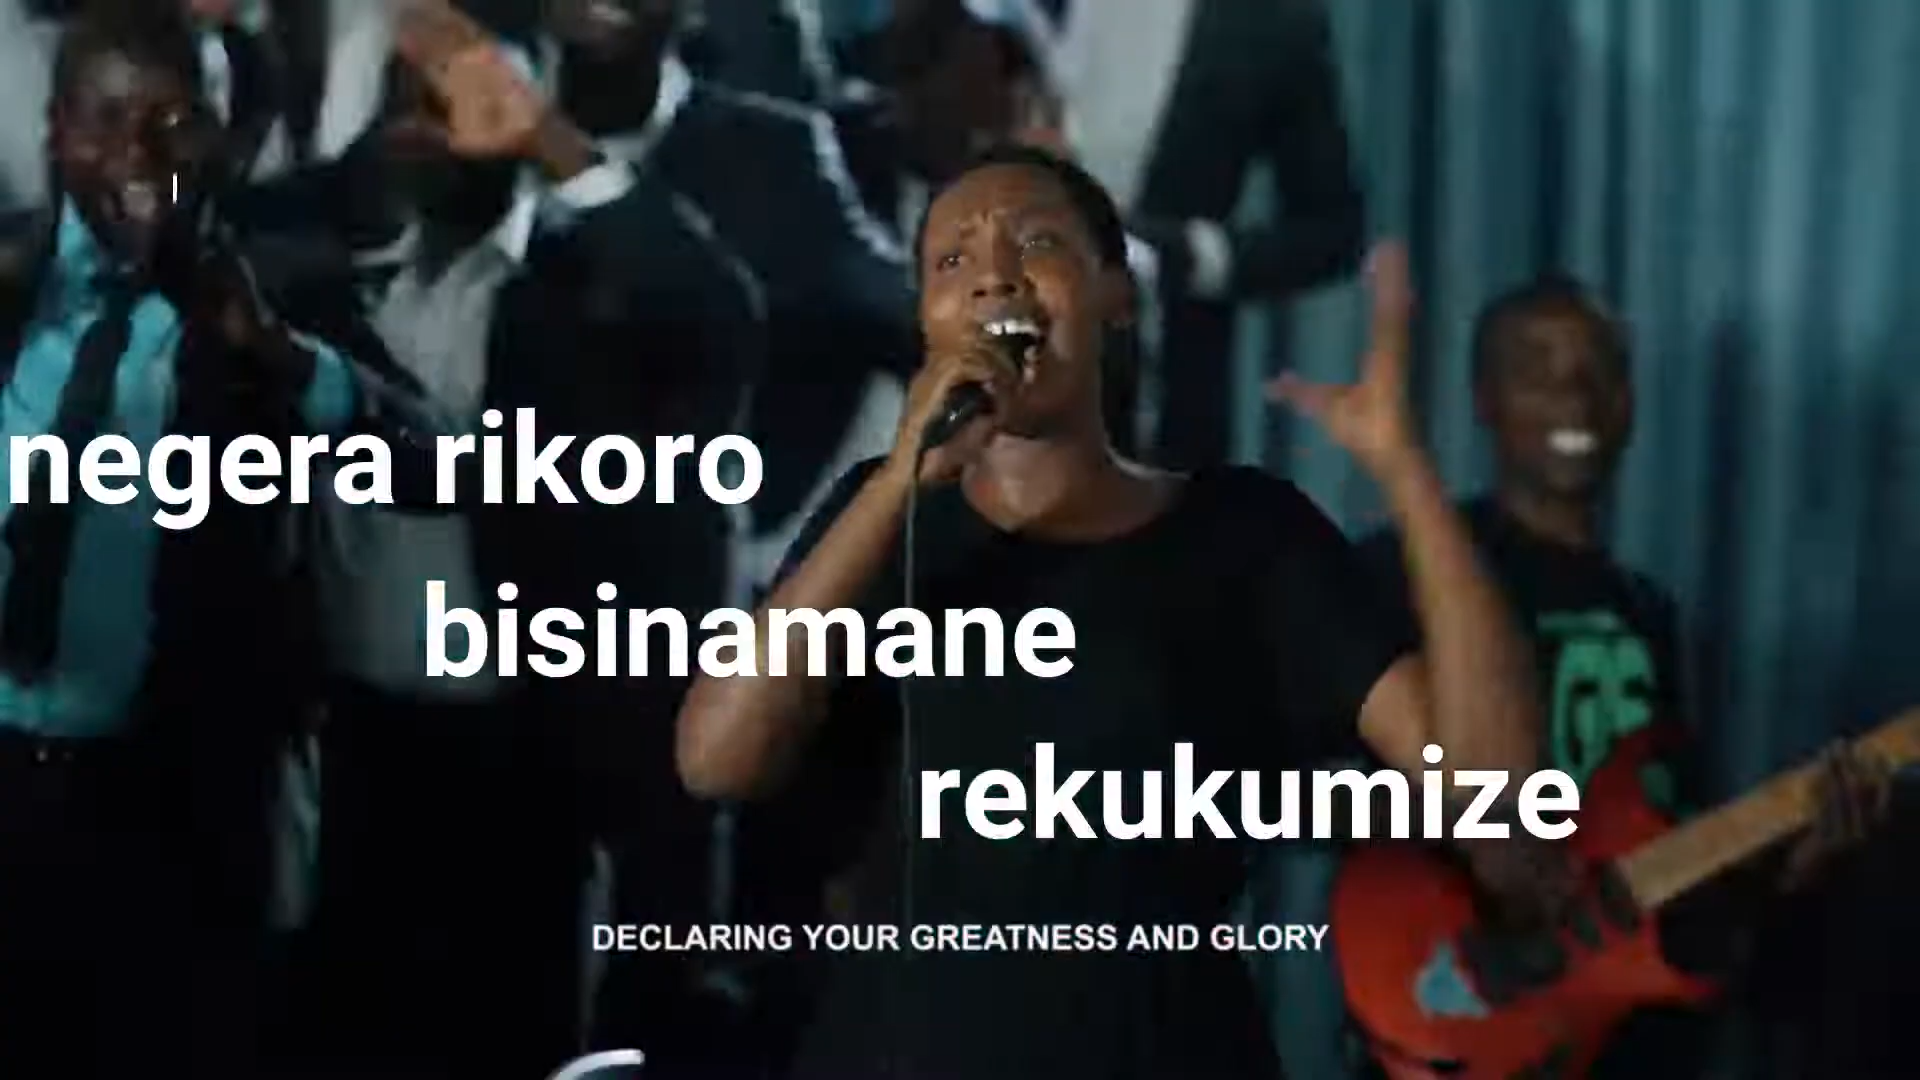 negera rikoro
bisinamane
rekukumize
DECLARING YOUR GREATNESS AND GLORY